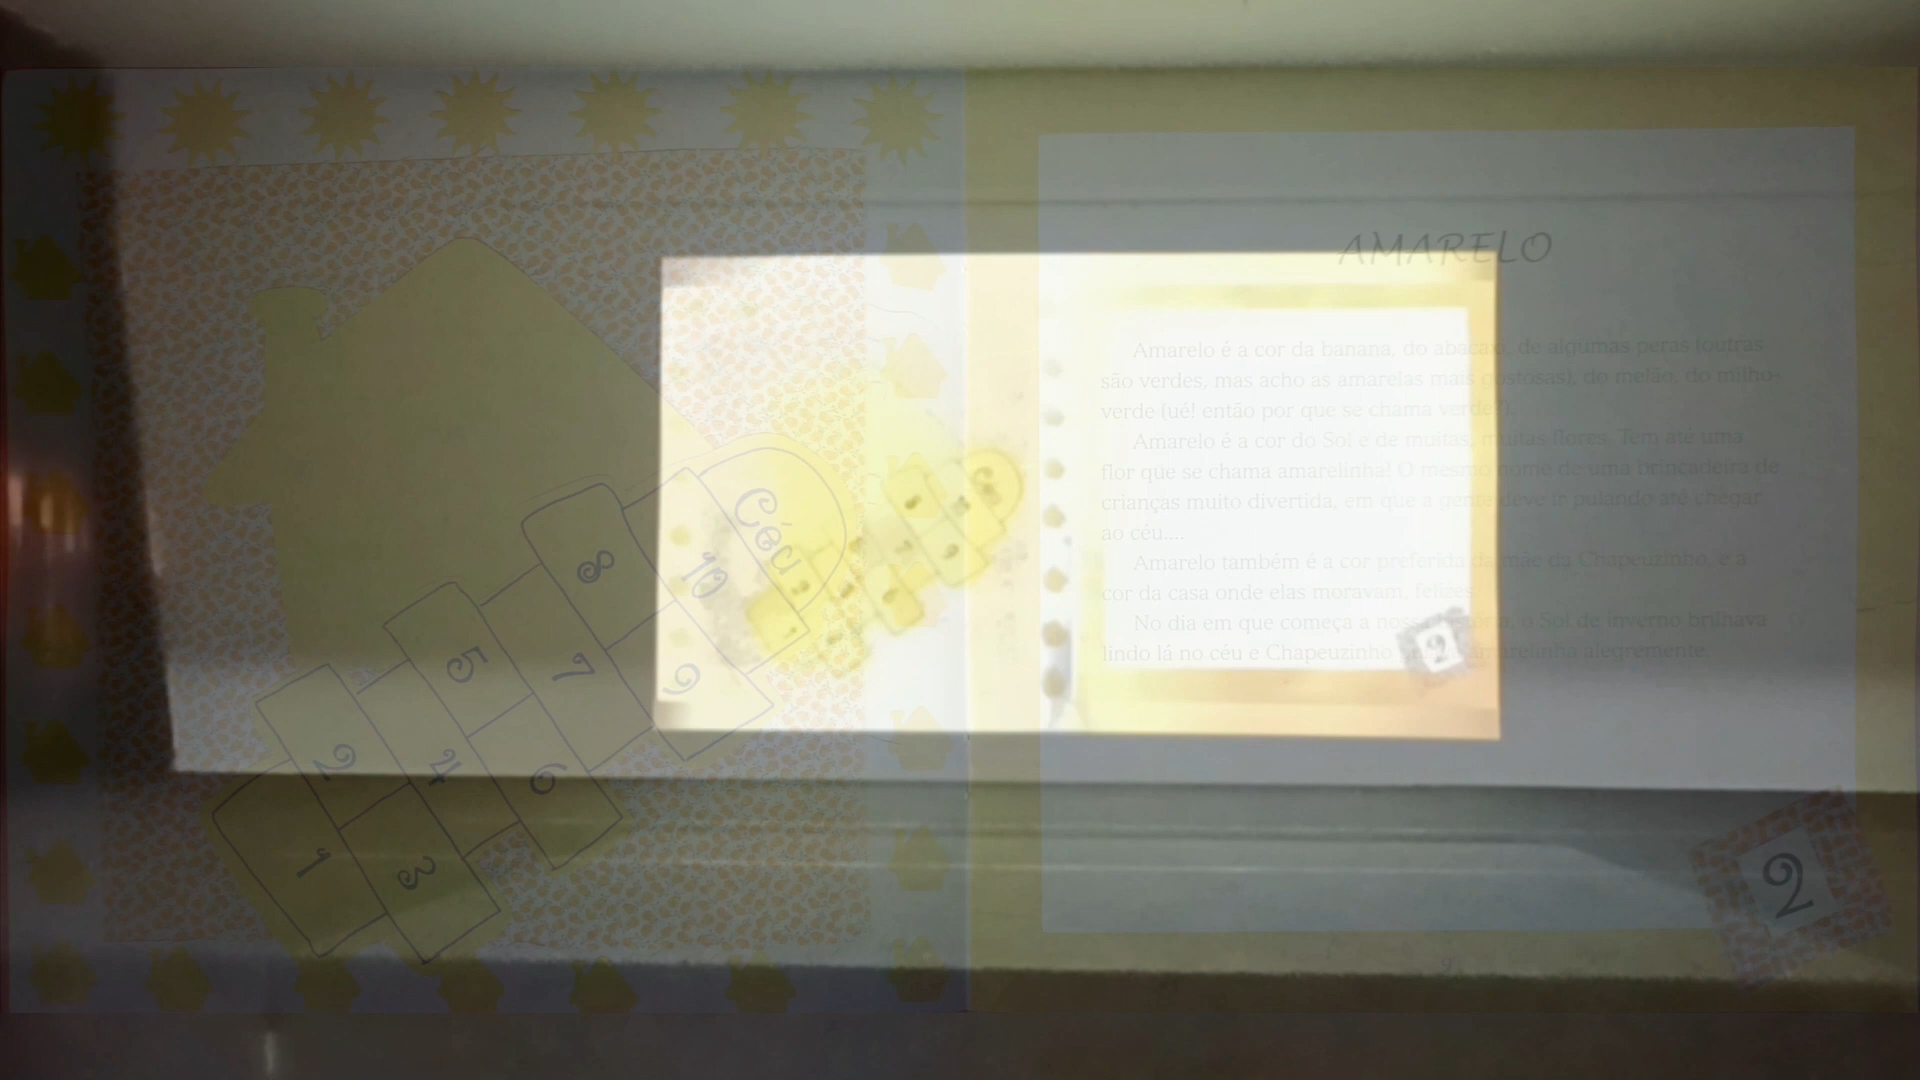 AMARELO
Amarelo é a cor da banana, do abacaxi, de algumas peras (outras
são verdes, mas acho as amarelas mais gostosas), do melão, do milho-
verde (ué! então por que se chama verde?).
Amarelo é a cor do Sol e de muitas, muitas flores. Tem até uma
flor que se chama amarelinha! O mesmo nome de uma brincadeira de
crianças muito divertida, em que a gente deve ir pulando até chegar
ao céu....
Amarelo também é a cor preferida da mãe da Chapeuzinho, e a
cor da casa onde elas moravam, felizes.
No dia em que começa a nossa história, o Sol de inverno brilhava
lindo lá no céu e Chapeuzinho amarelinha alegremente.
Céu
10
9
8
7
6
5
4
3
2
1
2
2
9